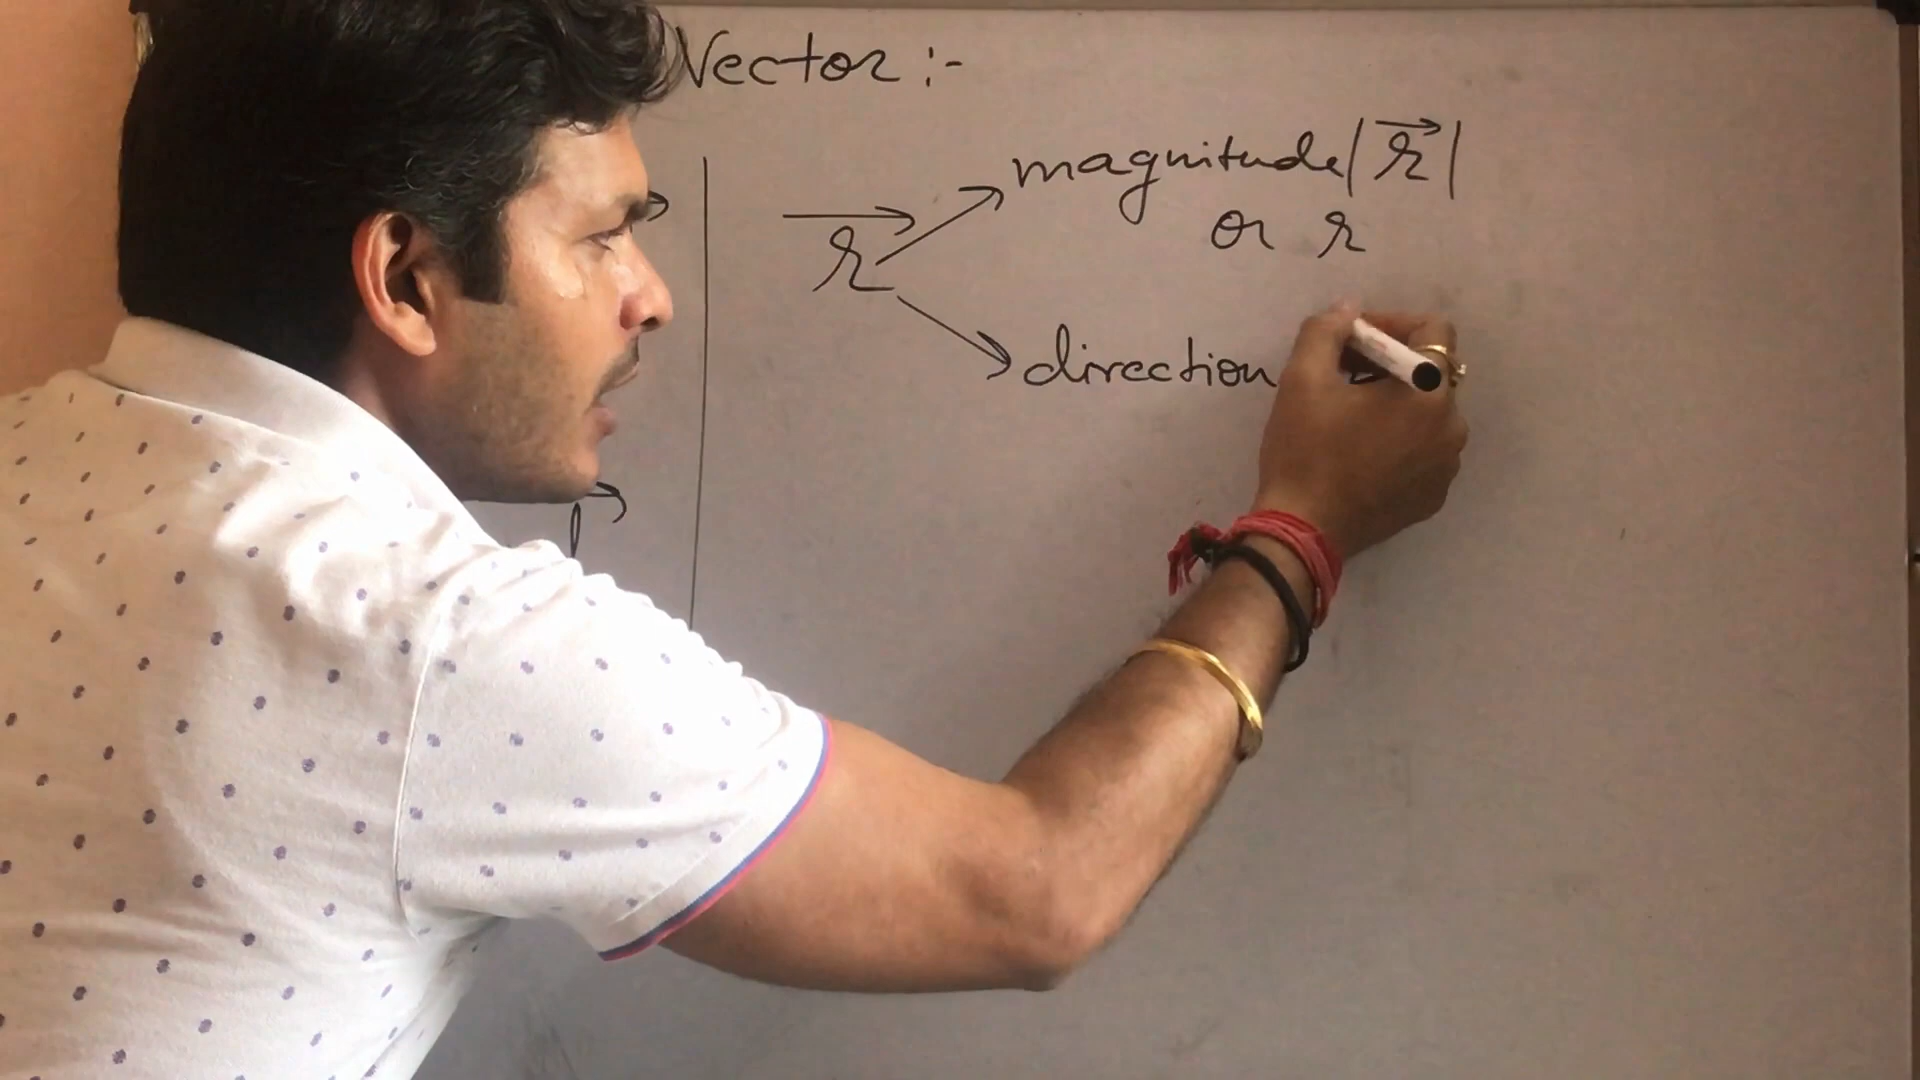 Vector :-
magnitude |r⃗|
or r
r⃗
direction